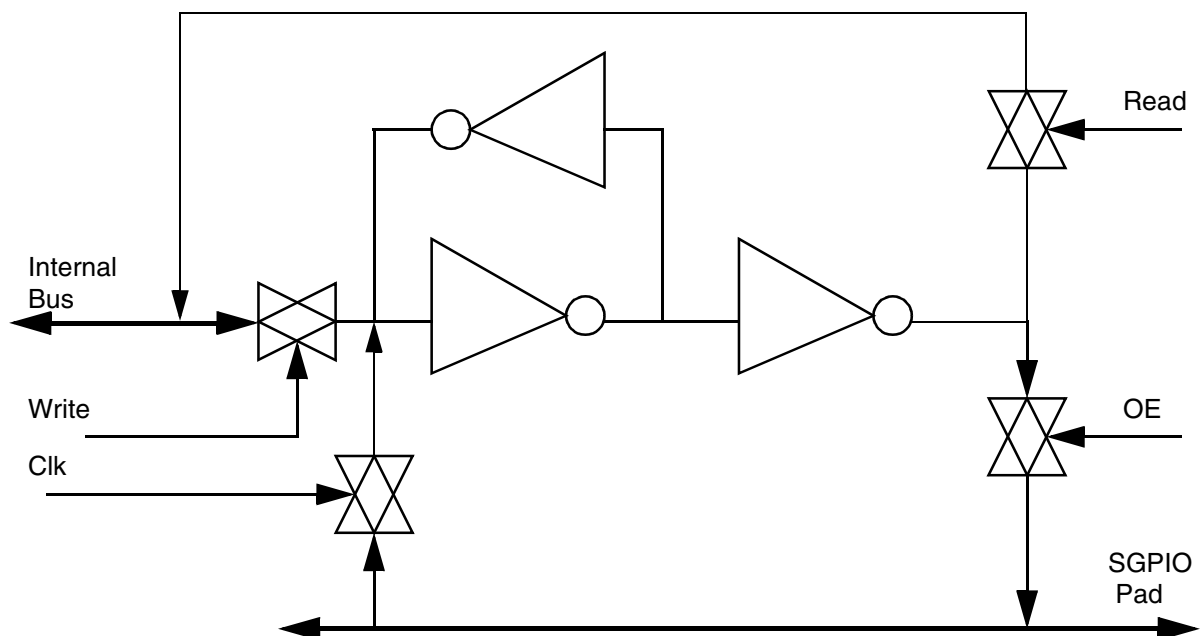 Read
Internal
Bus
Write
OE
Clk
SGPIO
Pad